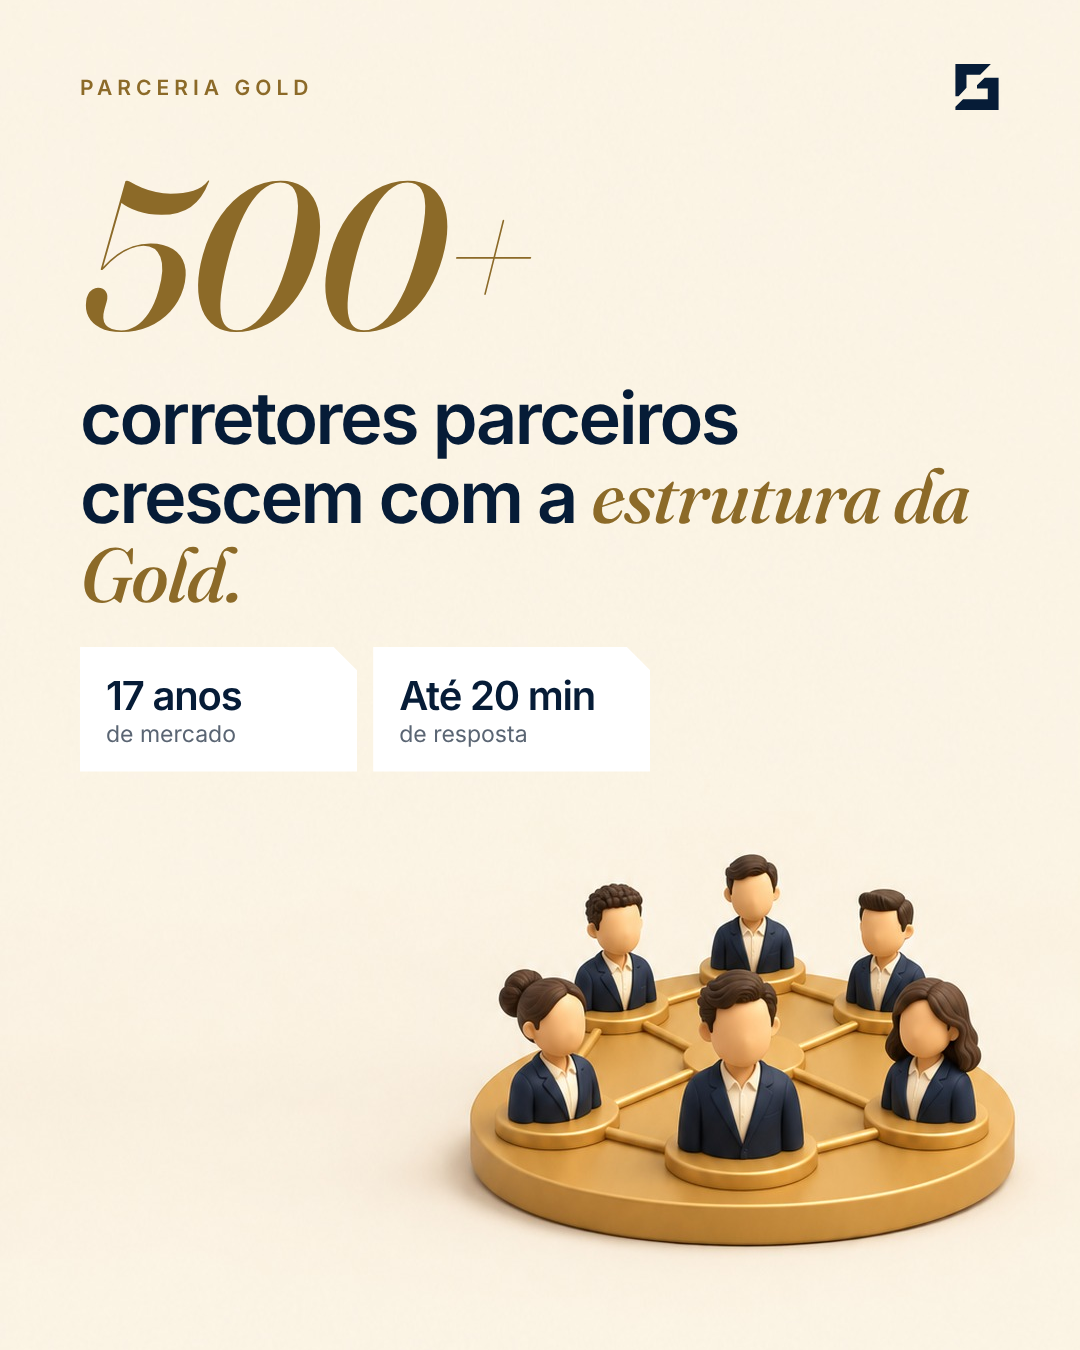 PARCERIA GOLD
500+
corretores parceiros
crescem com a estrutura da
Gold.
17 anos
de mercado
Até 20 min
de resposta